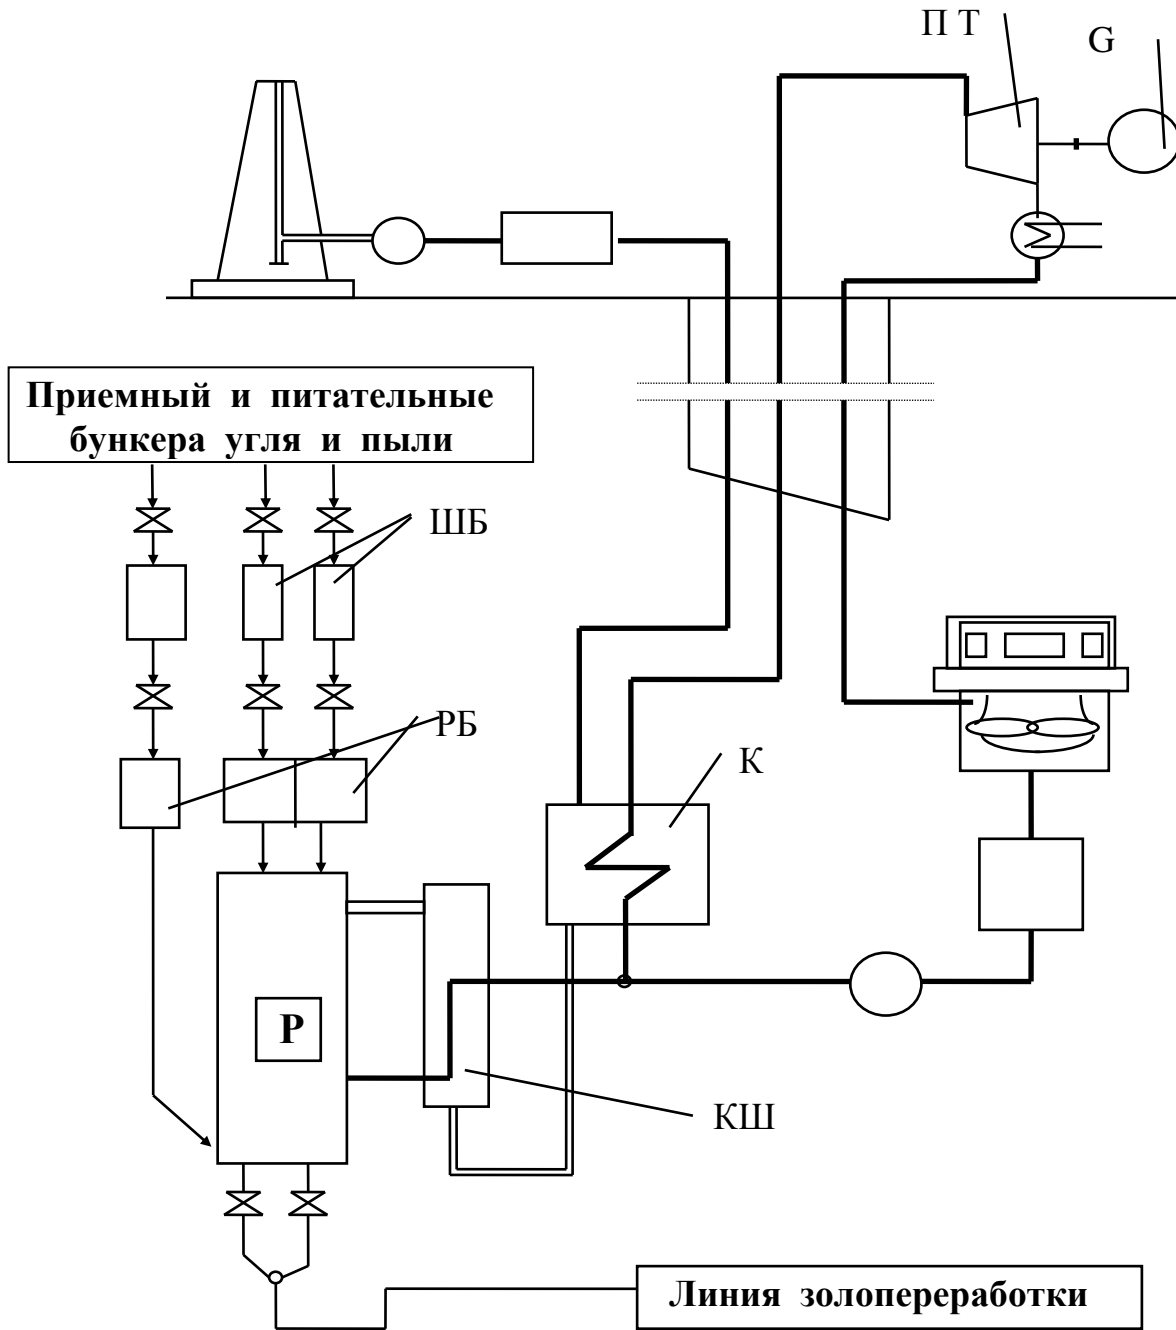 П Т
G
Приемный и питательные
бункера угля и пыли
ШБ
РБ
К
Р
КШ
Линия золопереработки